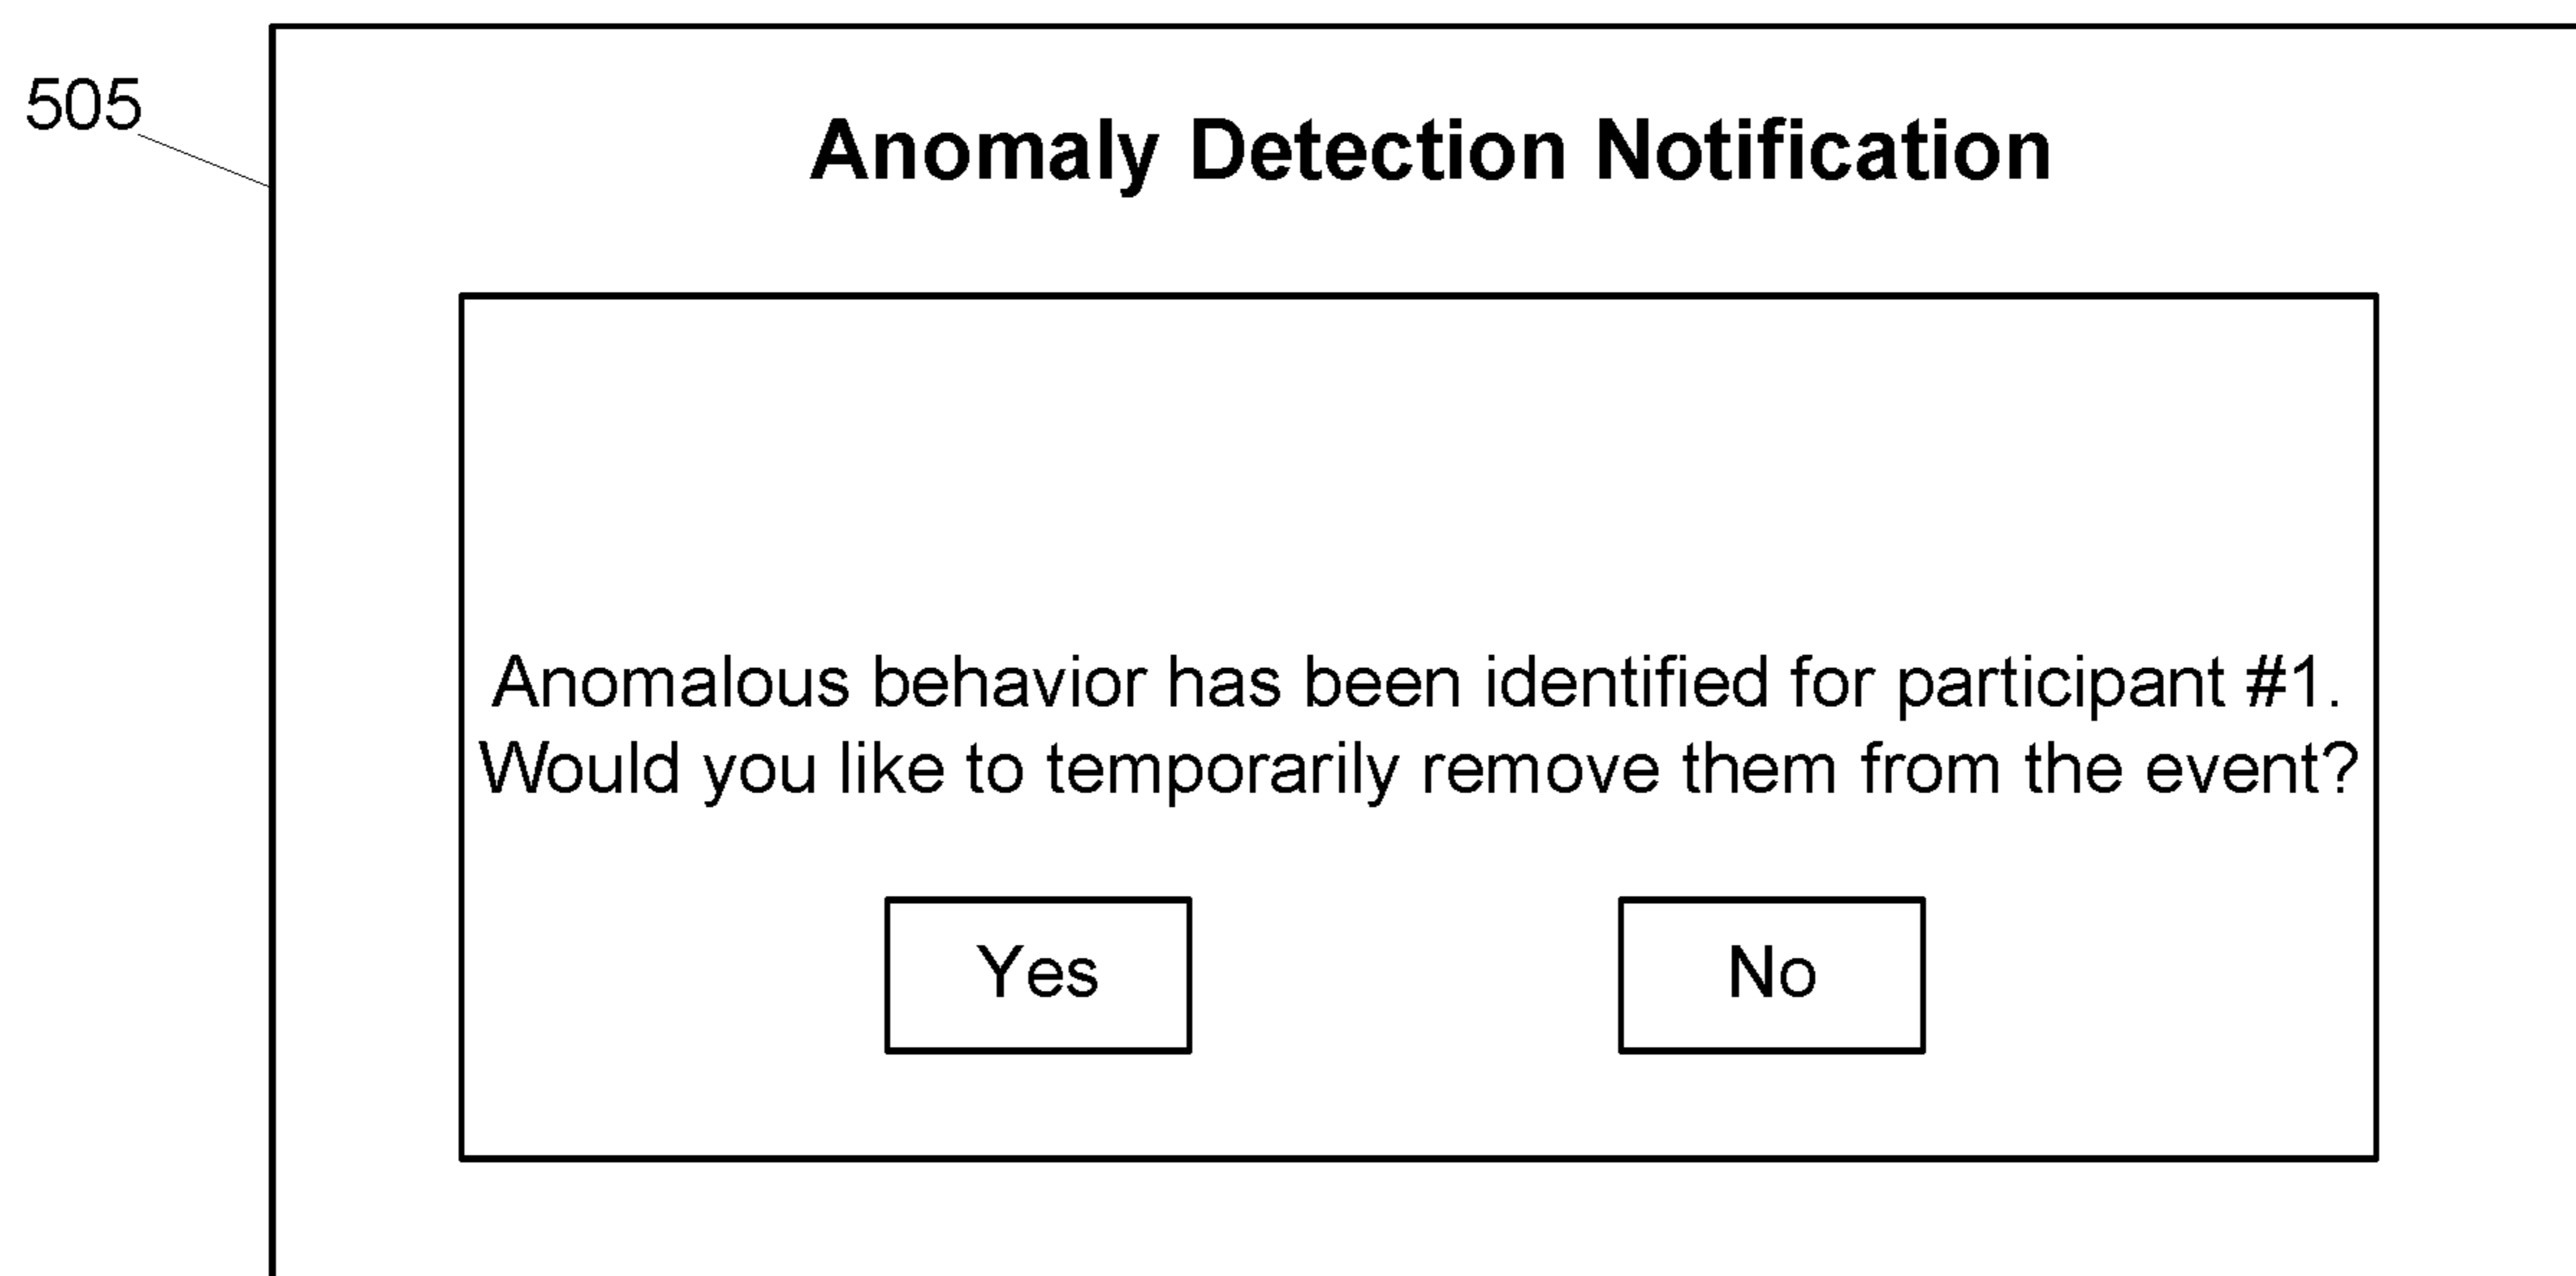 505
Anomaly Detection Notification
Anomalous behavior has been identified for participant #1.
Would you like to temporarily remove them from the event?
Yes
No